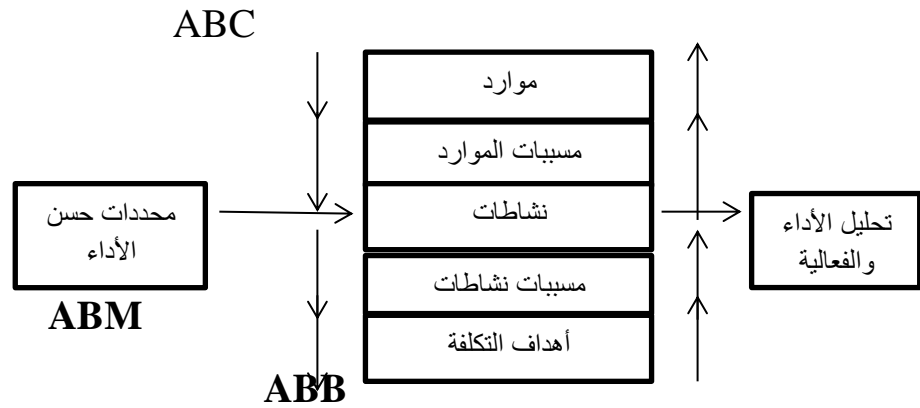 ABC
موارد
مسببات الموارد
نشاطات
مسببات نشاطات
أهداف التكلفة
محددات حسن
الأداء
تحليل الأداء
والفعالية
ABM
ABB